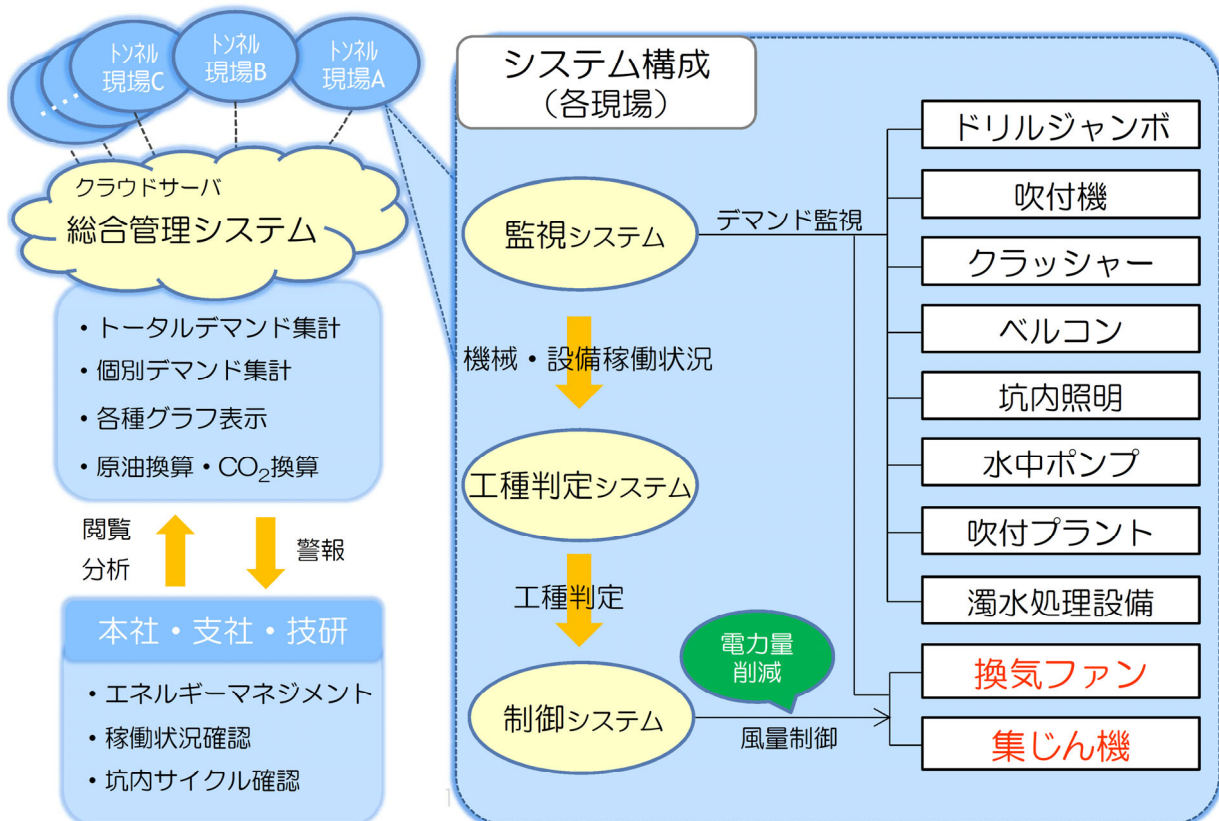 トンネル
現場C
トンネル
現場B
トンネル
現場A
・・・・
クラウドサーバ
総合管理システム
・トータルデマンド集計
・個別デマンド集計
・各種グラフ表示
・原油換算・CO₂換算
閲覧
分析
警報
本社・支社・技研
・エネルギーマネジメント
・稼働状況確認
・坑内サイクル確認
1
システム構成
（各現場）
監視システム
デマンド監視
機械・設備稼働状況
工種判定システム
工種判定
電力量
削減
制御システム
風量制御
ドリルジャンボ
吹付機
クラッシャー
ベルコン
坑内照明
水中ポンプ
吹付プラント
濁水処理設備
換気ファン
集じん機